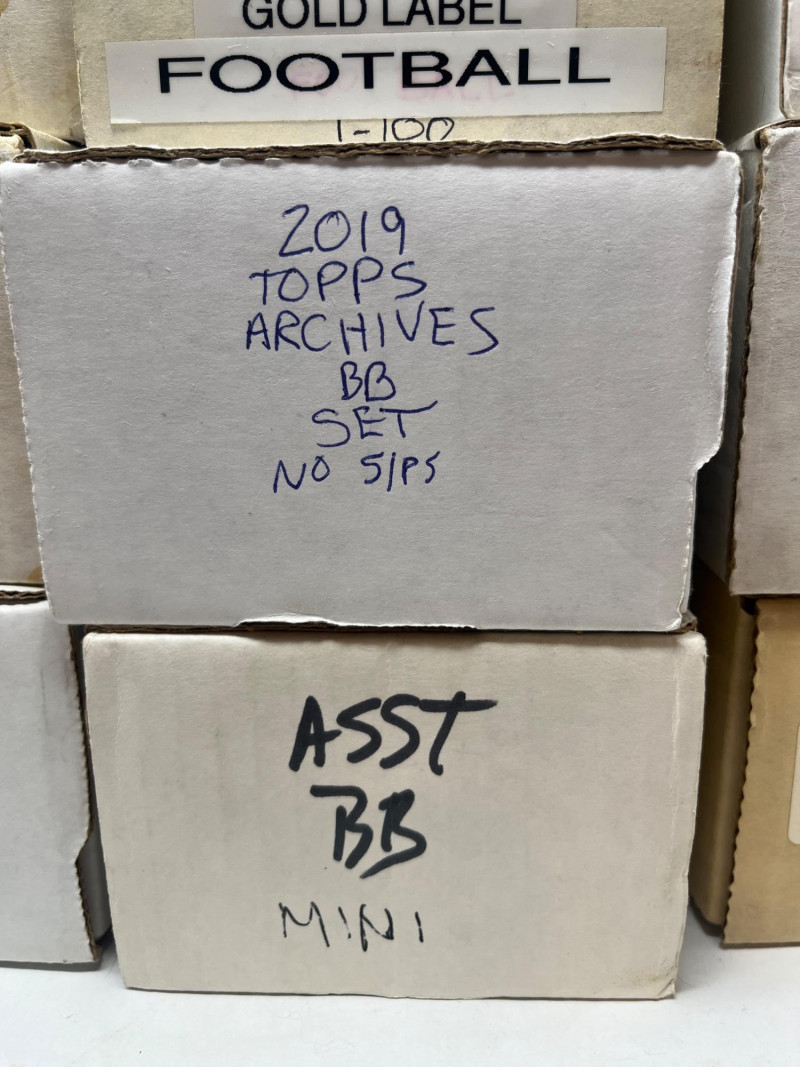 GOLD LABEL
FOOTBALL
1-100
2019
TOPPS
ARCHIVES
BB
SET
NO S/PS
ASST
BB
MINI